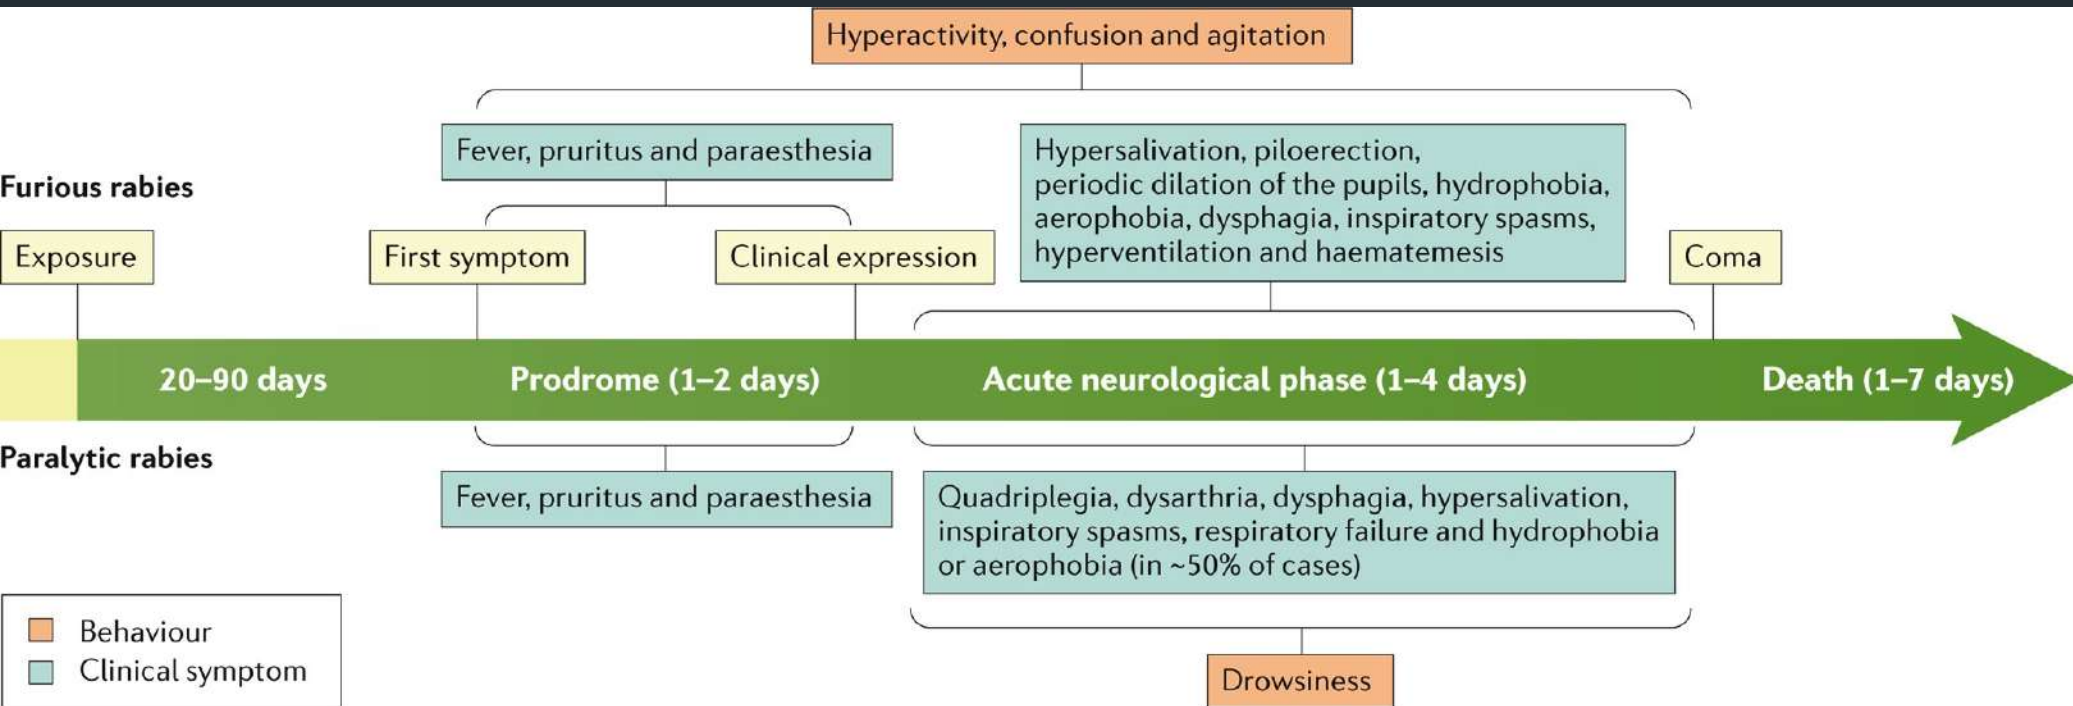 Hyperactivity, confusion and agitation
Fever, pruritus and paraesthesia
Hypersalivation, piloerection,
periodic dilation of the pupils, hydrophobia,
aerophobia, dysphagia, inspiratory spasms,
hyperventilation and haematemesis
Furious rabies
Exposure
First symptom
Clinical expression
Coma
20–90 days
Prodrome (1–2 days)
Acute neurological phase (1–4 days)
Death (1–7 days)
Paralytic rabies
Fever, pruritus and paraesthesia
Quadriplegia, dysarthria, dysphagia, hypersalivation,
inspiratory spasms, respiratory failure and hydrophobia
or aerophobia (in ~50% of cases)
Behaviour
Clinical symptom
Drowsiness